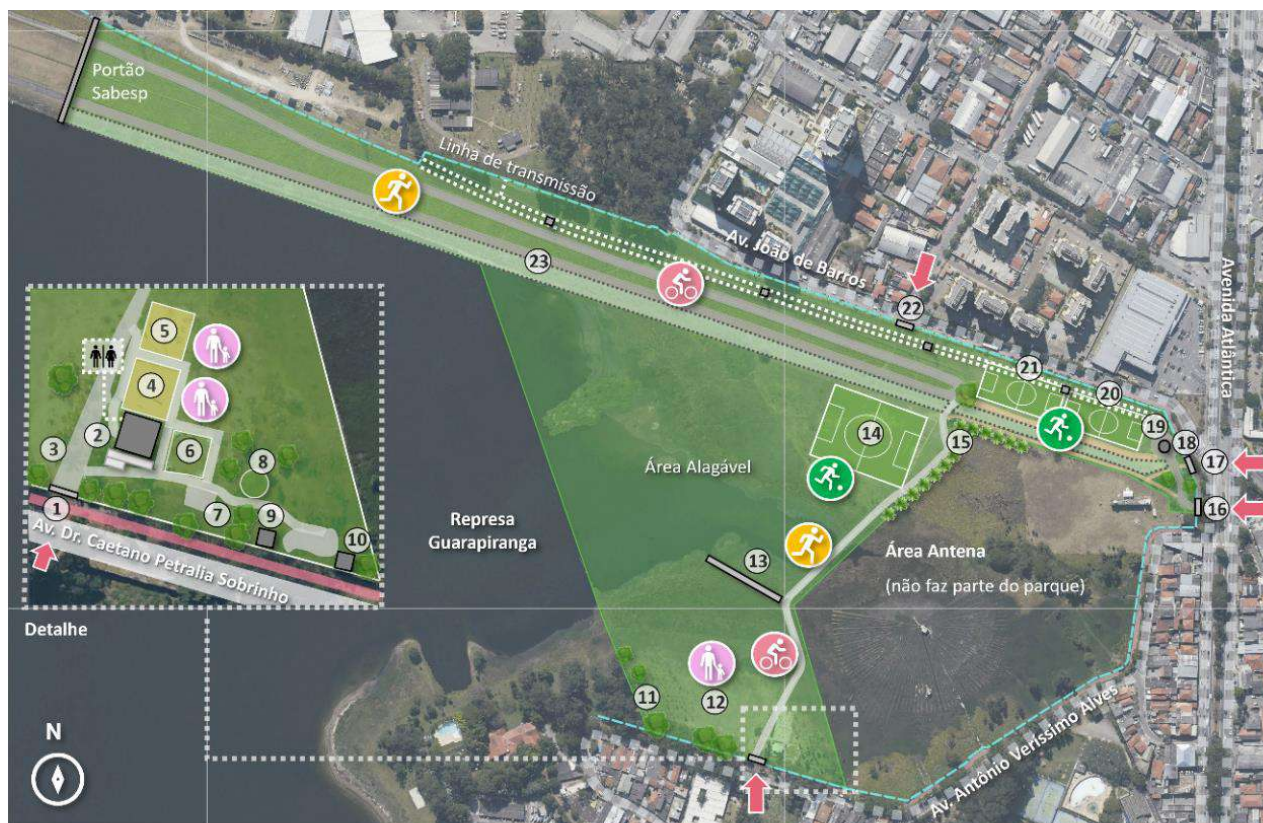 Portão
Sabesp
Linha de transmissão
Av. João de Barros
Avenida Atlântica
22
23
21
20
19
18
17
16
5
4
2
3
6
8
7
9
1
10
Av. Dr. Caetano Petralia Sobrinho
Detalhe
14
15
Área Alagável
Represa
Guarapiranga
13
Área Antena
(não faz parte do parque)
11
12
Av. Antônio Veríssimo Alves
N